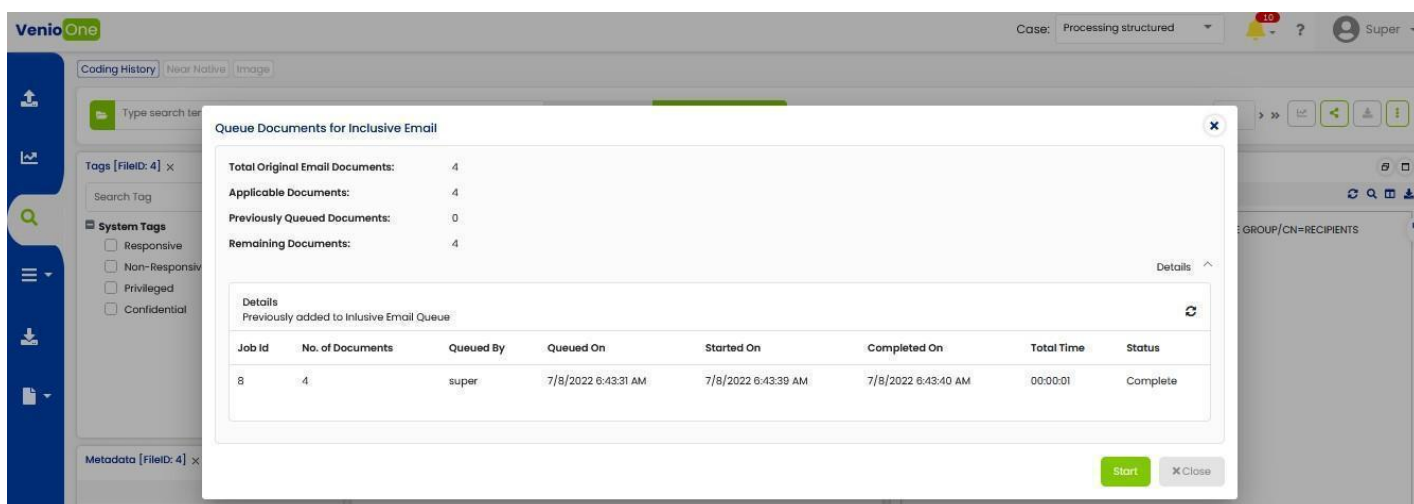 VenioOne
Case: Processing structured
10
?
Super
Coding History Near Native Image
Type search ter
Queue Documents for Inclusive Email
Tags [FileID: 4]
Search Tag
System Tags
Responsive
Non-Responsiv
Privileged
Confidential
Total Original Email Documents: 4
Applicable Documents: 4
Previously Queued Documents: 0
Remaining Documents: 4
E GROUP/CN=RECIPIENTS
Details
Details
Previously added to Inlusive Email Queue
Job Id No. of Documents Queued By Queued On Started On Completed On Total Time Status
8 4 super 7/8/2022 6:43:31 AM 7/8/2022 6:43:39 AM 7/8/2022 6:43:40 AM 00:00:01 Complete
Metadata [FileID: 4]
Start Close